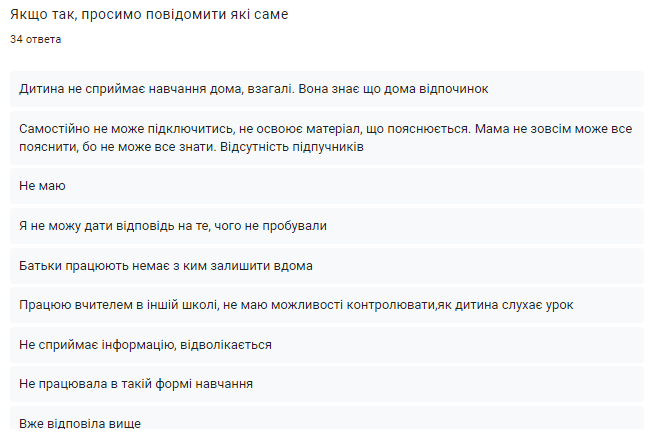 Якщо так, просимо повідомити які саме
34 ответа
Дитина не сприймає навчання дома, взагалі. Вона знає що дома відпочинок
Самостійно не може підключитись, не освоює матеріал, що пояснюється. Мама не зовсім може все
пояснити, бо не може все знати. Відсутність підпучників
Не маю
Я не можу дати відповідь на те, чого не пробували
Батьки працюють немає з ким залишити вдома
Працюю вчителем в іншій школі, не маю можливості контролювати,як дитина слухає урок
Не сприймає інформацію, відволікається
Не працювала в такій формі навчання
Вже відповіла вище